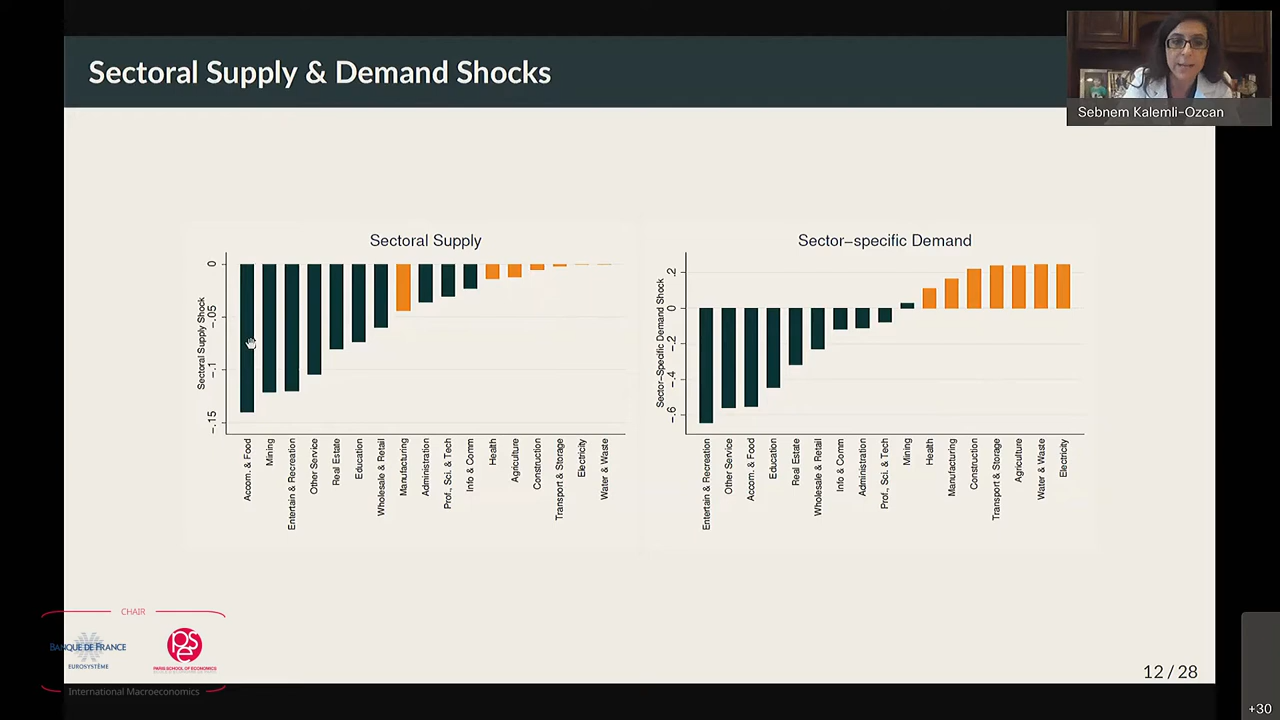 Sectoral Supply & Demand Shocks
Sebnem Kalemli-Ozcan
Sectoral Supply
Sectoral Supply Shock
0
-.05
-.1
-.15
Accom. & Food
Mining
Entertain & Recreation
Other Service
Real Estate
Education
Wholesale & Retail
Manufacturing
Administration
Prof., Sci. & Tech
Info & Comm
Health
Agriculture
Construction
Transport & Storage
Electricity
Water & Waste
Sector-specific Demand
Sector-Specific Demand Shock
.2
0
-.2
-.4
-.6
Entertain & Recreation
Other Service
Accom. & Food
Education
Real Estate
Wholesale & Retail
Info & Comm
Administration
Prof., Sci. & Tech
Mining
Health
Manufacturing
Construction
Transport & Storage
Agriculture
Water & Waste
Electricity
CHAIR
BANQUE DE FRANCE
EUROSYSTÈME
PSE
PARIS SCHOOL OF ECONOMICS
International Macroeconomics
12 / 28
+30